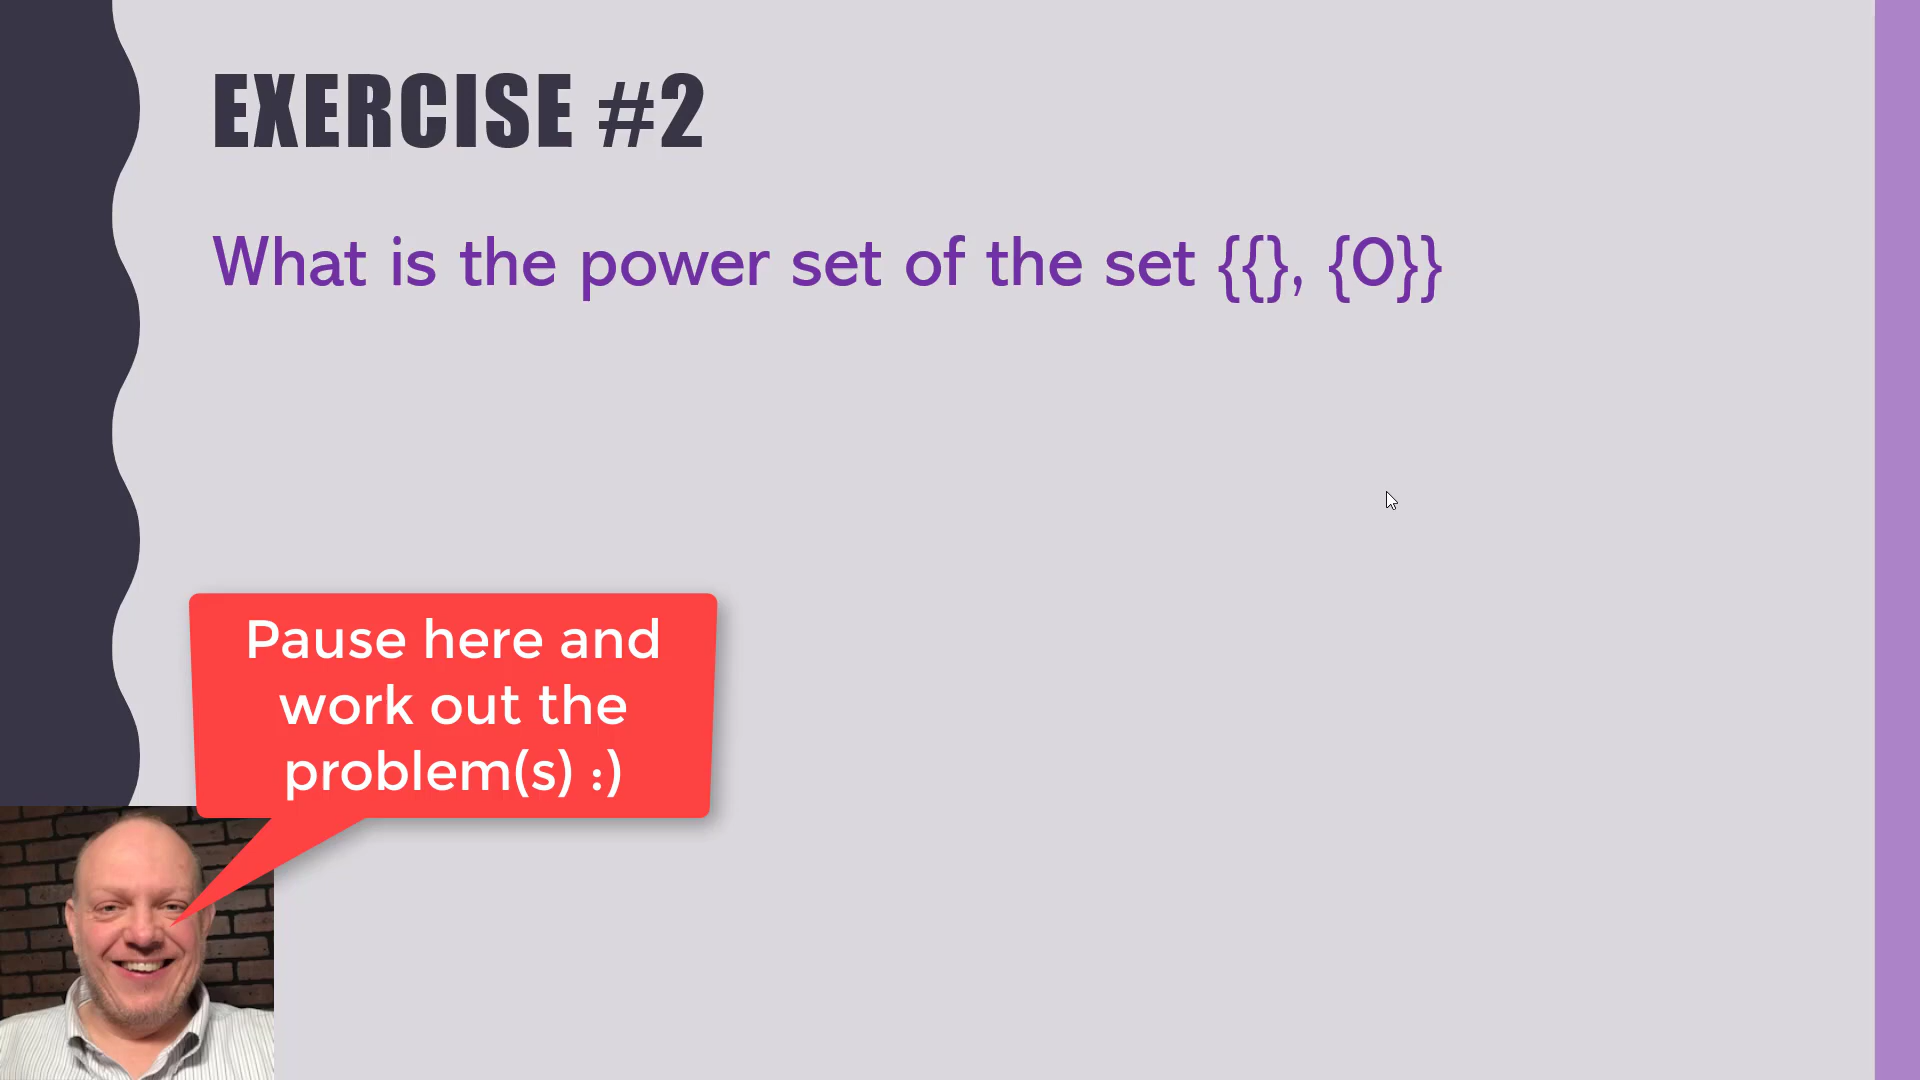 EXERCISE #2
What is the power set of the set {{}, {0}}
Pause here and
work out the
problem(s) :)